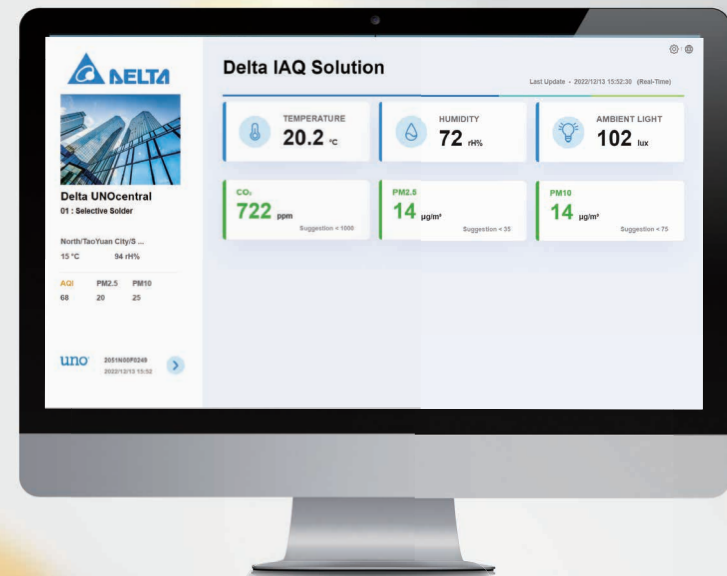 DELTA
Delta UNOcentral
01 : Selective Solder
North/TaoYuan City/S ...
15 °C 94 rH%
AQI PM2.5 PM10
68 20 25
uno
2051N00F0249
2022/12/13 15:52
Delta IAQ Solution
Last Update - 2022/12/13 15:52:30 (Real-Time)
TEMPERATURE
20.2 °C
HUMIDITY
72 rH%
AMBIENT LIGHT
102 lux
CO₂
722 ppm
Suggestion < 1000
PM2.5
14 μg/m³
Suggestion < 35
PM10
14 μg/m³
Suggestion < 75